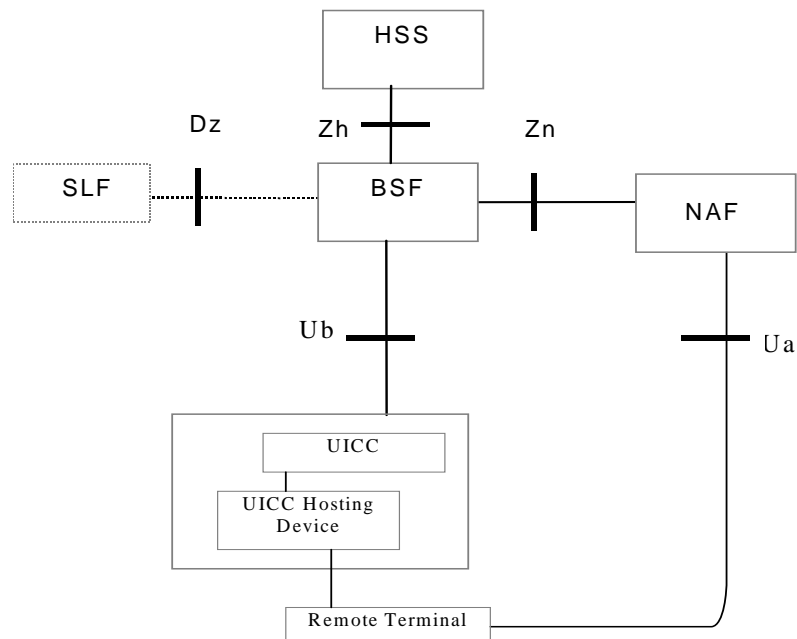 HSS
Dz
Zh
Zn
SLF
BSF
NAF
Ub
Ua
UICC
UICC Hosting
Device
Remote Terminal